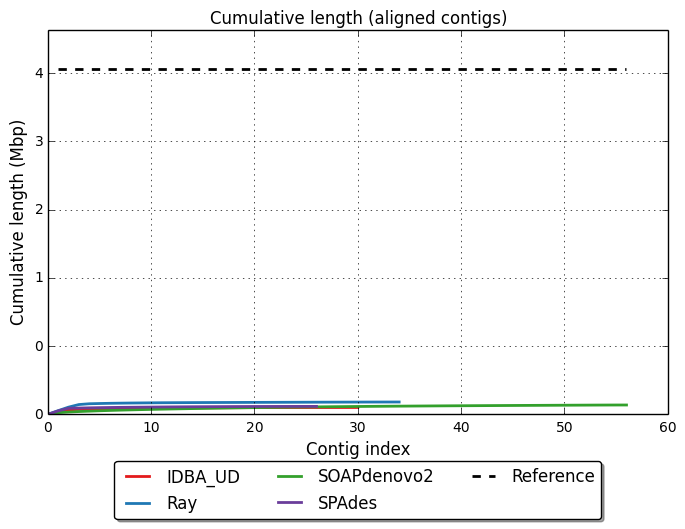 Cumulative length (aligned contigs)
4
3
2
1
0
0
Cumulative length (Mbp)
0 10 20 30 40 50 60
Contig index
IDBA_UD SOAPdenovo2 Reference
Ray SPAdes